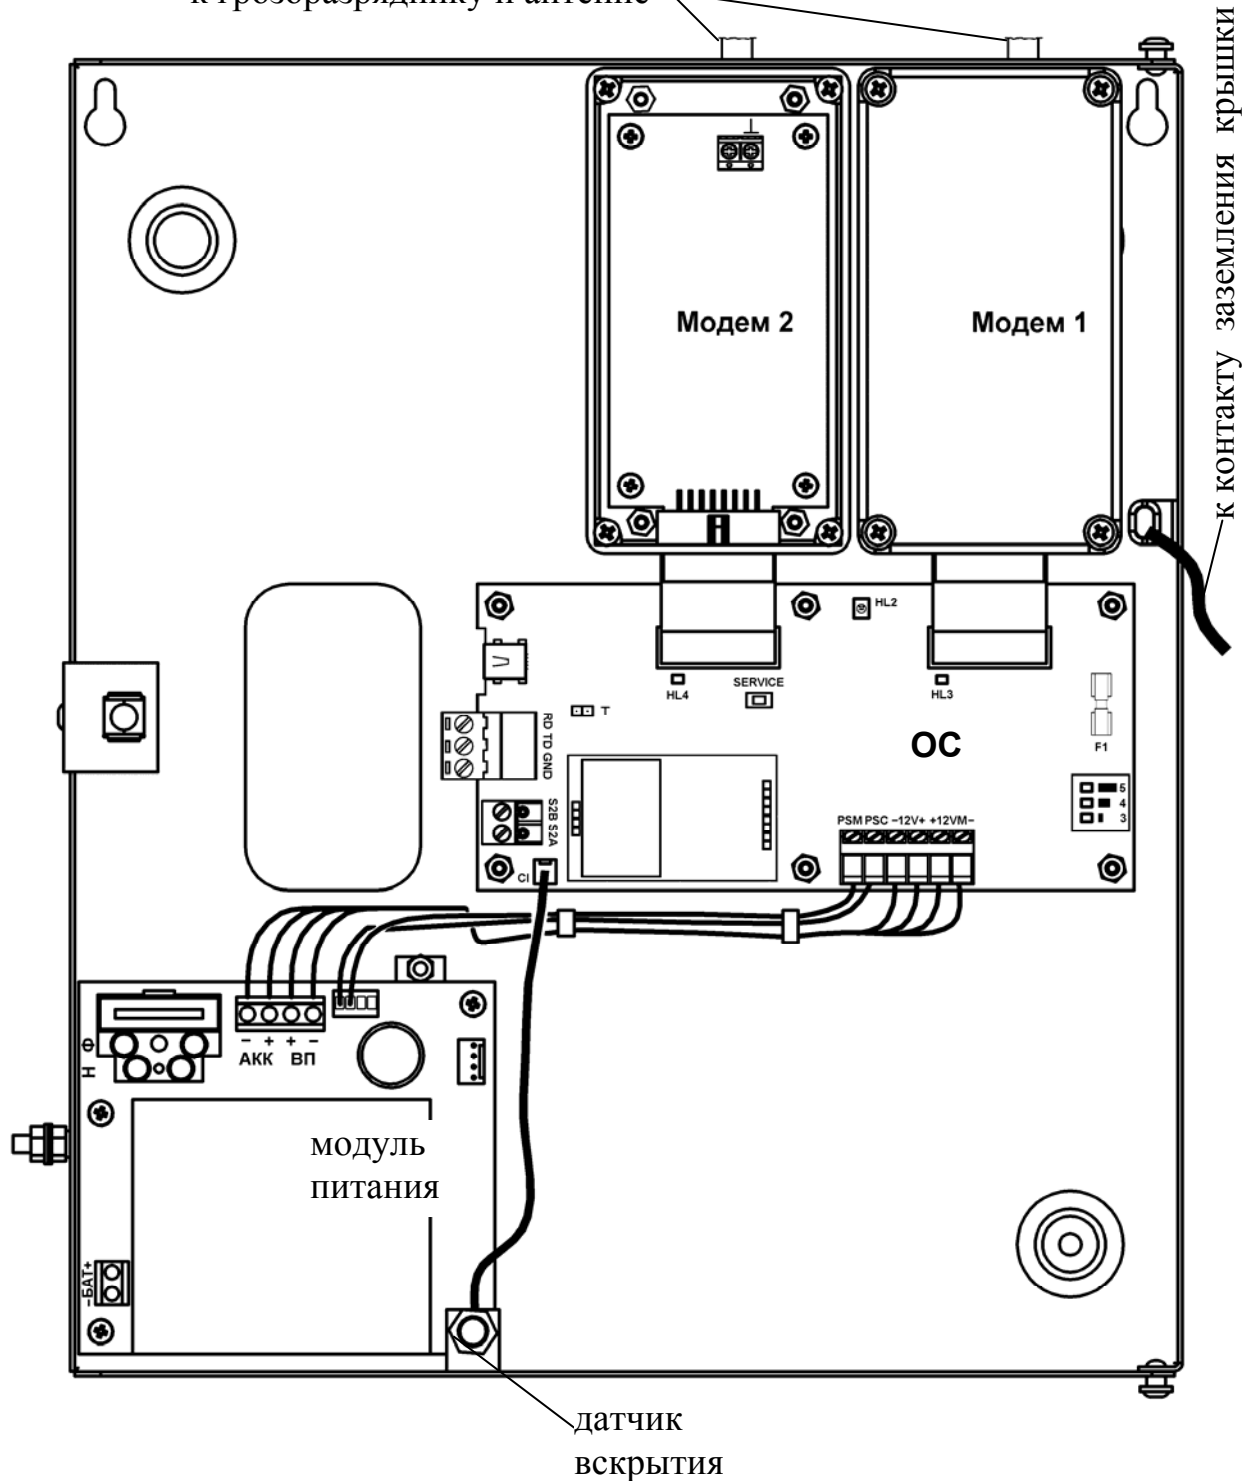 к грозоразряднику и антенне
к контакту заземления крышки
Модем 2
Модем 1
HL2
HL4
SERVICE
HL3
RD TD GND
T
ОС
F1
5
4
3
S2B S2A
PSM PSC –12V+ +12VM–
CI
– + + –
АКК ВП
Н Ф
модуль
питания
–БАТ+
датчик
вскрытия